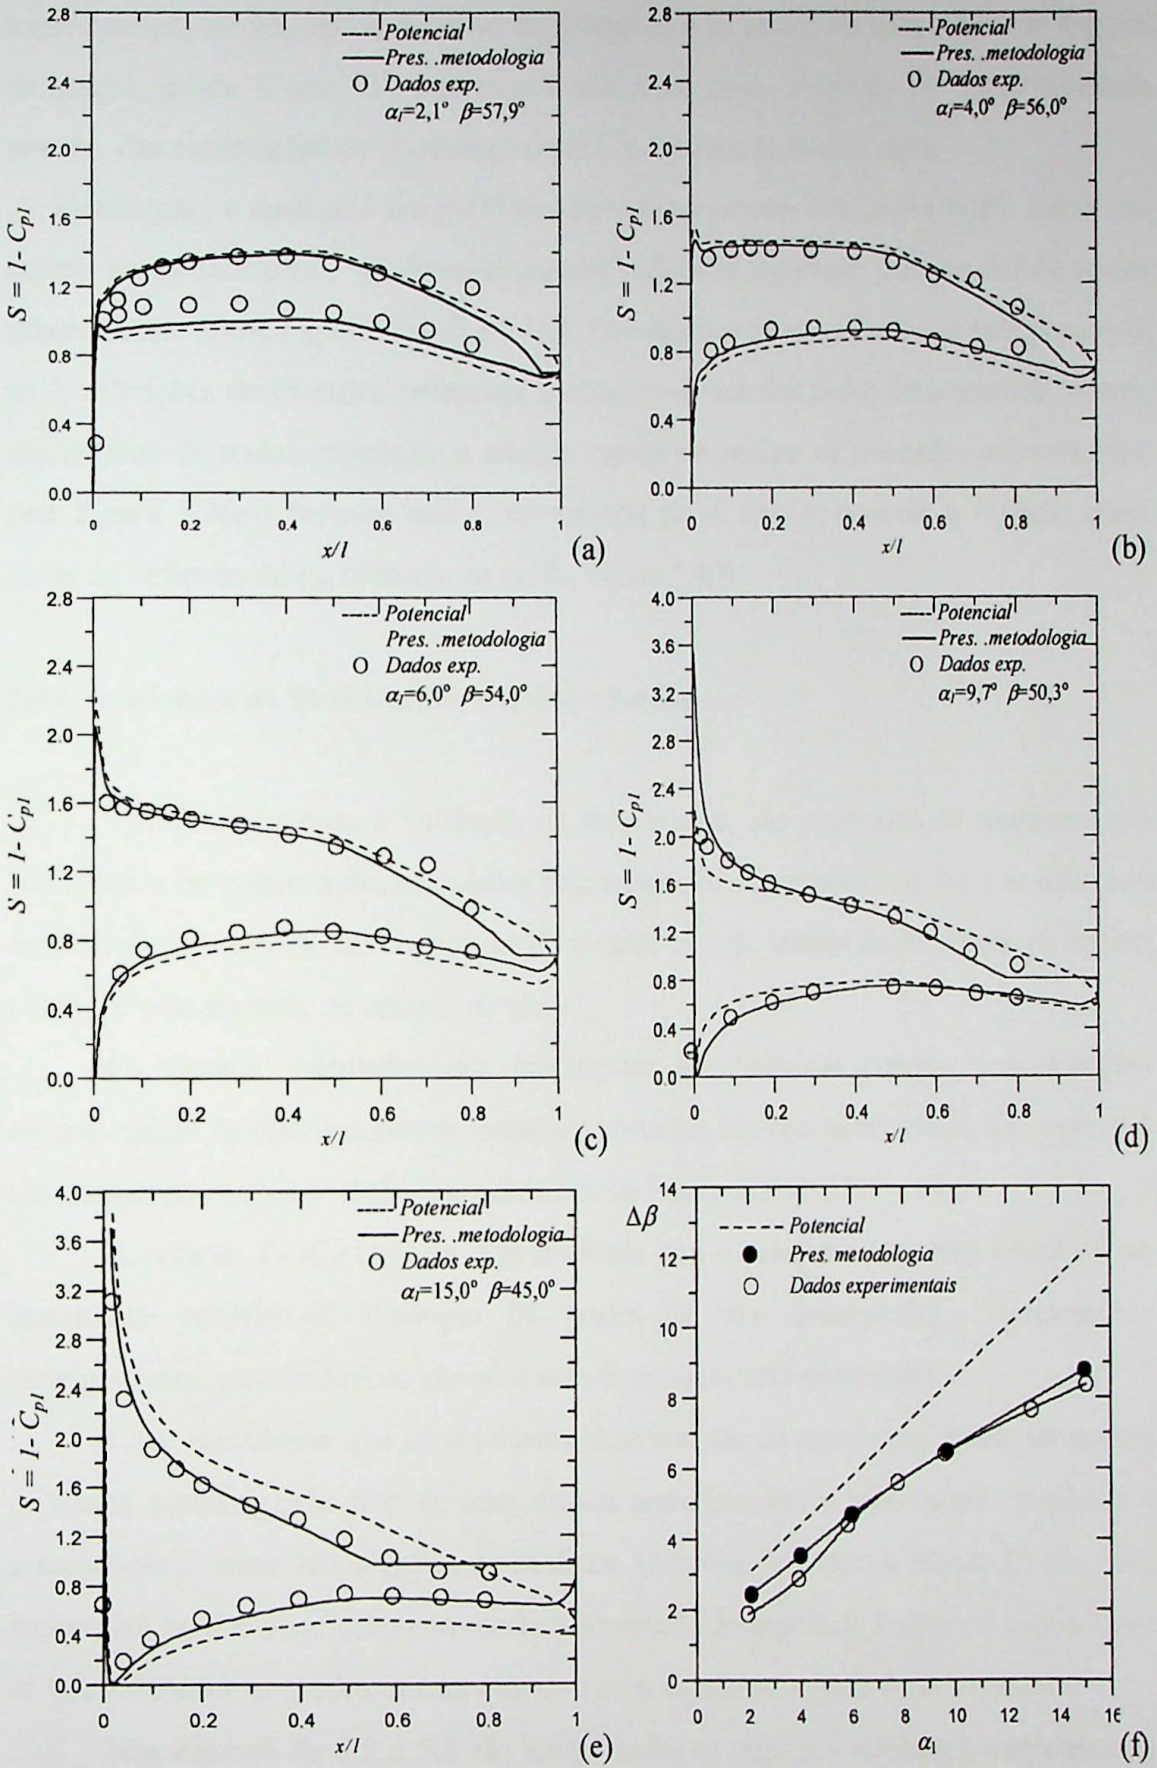 2.8
2.4
2.0
1.6
1.2
0.8
0.4
0.0
S = 1- Cp1
Potencial
Pres. .metodologia
Dados exp.
α1=2,1° β=57,9°
0 0.2 0.4 0.6 0.8 1
x/l
(a)
2.8
2.4
2.0
1.6
1.2
0.8
0.4
0.0
S = 1- Cp1
Potencial
Pres. .metodologia
Dados exp.
α1=4,0° β=56,0°
0 0.2 0.4 0.6 0.8 1
x/l
(b)
2.8
2.4
2.0
1.6
1.2
0.8
0.4
0.0
S = 1- Cp1
Potencial
Pres. .metodologia
Dados exp.
α1=6,0° β=54,0°
0 0.2 0.4 0.6 0.8 1
x/l
(c)
4.0
3.6
3.2
2.8
2.4
2.0
1.6
1.2
0.8
0.4
0.0
S = 1- Cp1
Potencial
Pres. .metodologia
Dados exp.
α1=9,7° β=50,3°
0 0.2 0.4 0.6 0.8 1
x/l
(d)
4.0
3.6
3.2
2.8
2.4
2.0
1.6
1.2
0.8
0.4
0.0
S = 1- Cp1
Potencial
Pres. .metodologia
Dados exp.
α1=15,0° β=45,0°
0 0.2 0.4 0.6 0.8 1
x/l
(e)
Δβ
14
12
10
8
6
4
2
0
Potencial
Pres. metodologia
Dados experimentais
0 2 4 6 8 10 12 14 16
α1
(f)